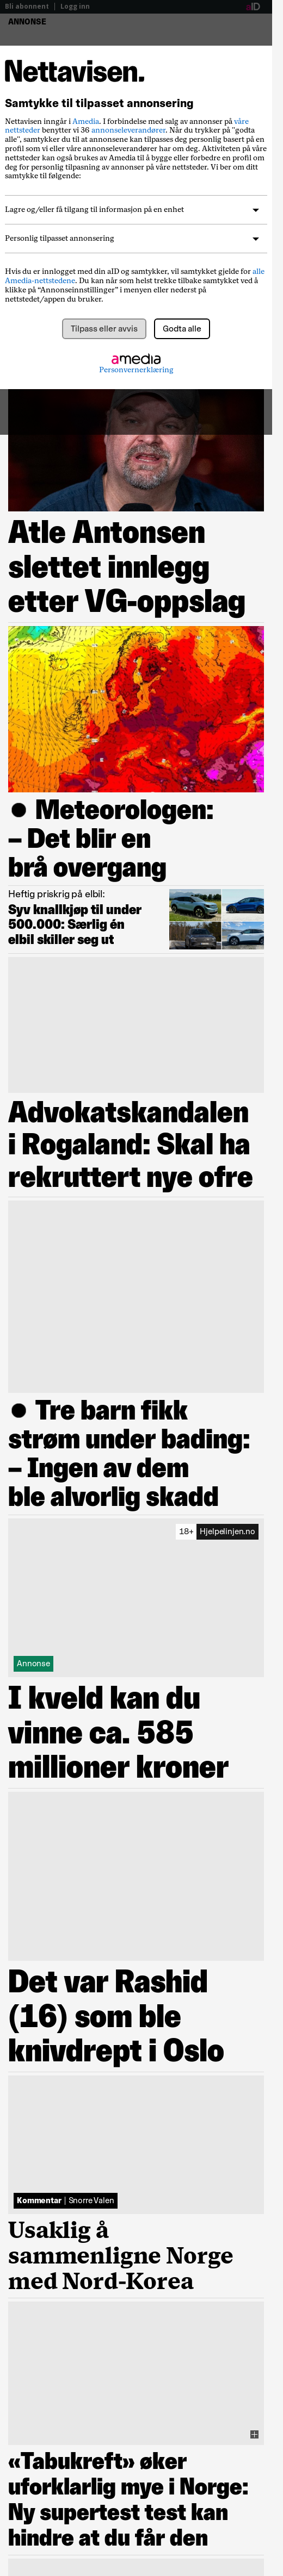 Bli abonnent | Logg inn
aID
ANNONSE
Nettavisen.
Samtykke til tilpasset annonsering
Nettavisen inngår i Amedia. I forbindelse med salg av annonser på våre
nettsteder benytter vi 36 annonseleverandører. Når du trykker på "godta
alle", samtykker du til at annonsene kan tilpasses deg personlig basert på en
profil som vi eller våre annonseleverandører har om deg. Aktiviteten på våre
nettsteder kan også brukes av Amedia til å bygge eller forbedre en profil om
deg for personlig tilpasning av annonser på våre nettsteder. Vi ber om ditt
samtykke til følgende:
Lagre og/eller få tilgang til informasjon på en enhet
Personlig tilpasset annonsering
Hvis du er innlogget med din aID og samtykker, vil samtykket gjelde for alle
Amedia-nettstedene. Du kan når som helst trekke tilbake samtykket ved å
klikke på “Annonseinnstillinger” i menyen eller nederst på
nettstedet/appen du bruker.
Tilpass eller avvis
Godta alle
amedia
Personvernerklæring
Atle Antonsen
slettet innlegg
etter VG-oppslag
● Meteorologen:
– Det blir en
brå overgang
Heftig priskrig på elbil:
Syv knallkjøp til under
500.000: Særlig én
elbil skiller seg ut
Advokatskandalen
i Rogaland: Skal ha
rekruttert nye ofre
● Tre barn fikk
strøm under bading:
– Ingen av dem
ble alvorlig skadd
18+ Hjelpelinjen.no
Annonse
I kveld kan du
vinne ca. 585
millioner kroner
Det var Rashid
(16) som ble
knivdrept i Oslo
Kommentar | Snorre Valen
Usaklig å
sammenligne Norge
med Nord-Korea
«Tabukreft» øker
uforklarlig mye i Norge:
Ny supertest test kan
hindre at du får den